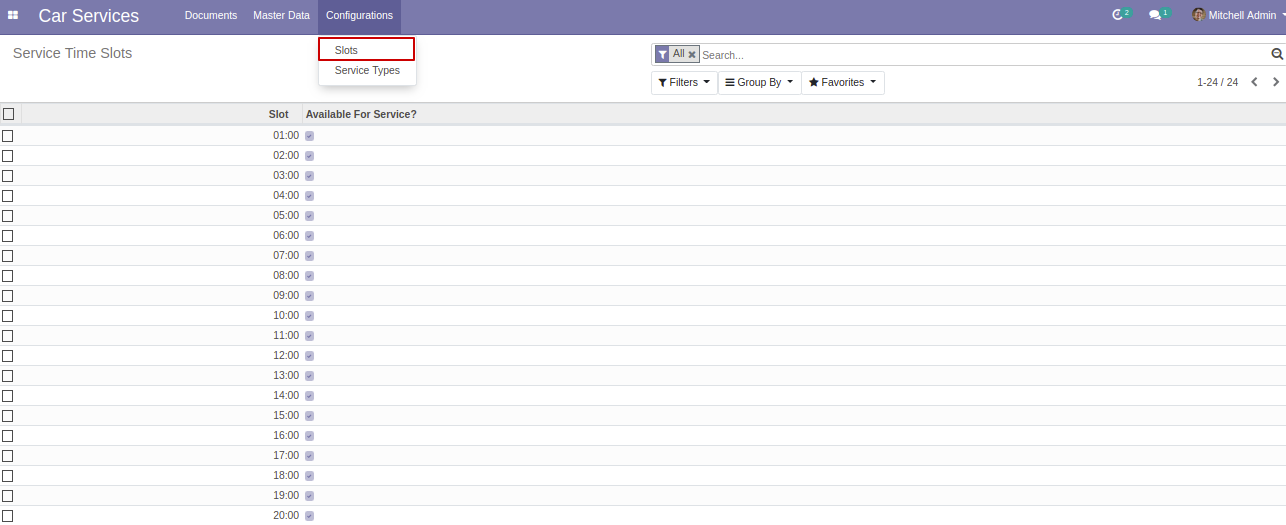 Car Services Documents Master Data Configurations 2 1 Mitchell Admin
Service Time Slots
Slots
Service Types
All Search...
Filters Group By Favorites 1-24 / 24
Slot Available For Service?
01:00
02:00
03:00
04:00
05:00
06:00
07:00
08:00
09:00
10:00
11:00
12:00
13:00
14:00
15:00
16:00
17:00
18:00
19:00
20:00